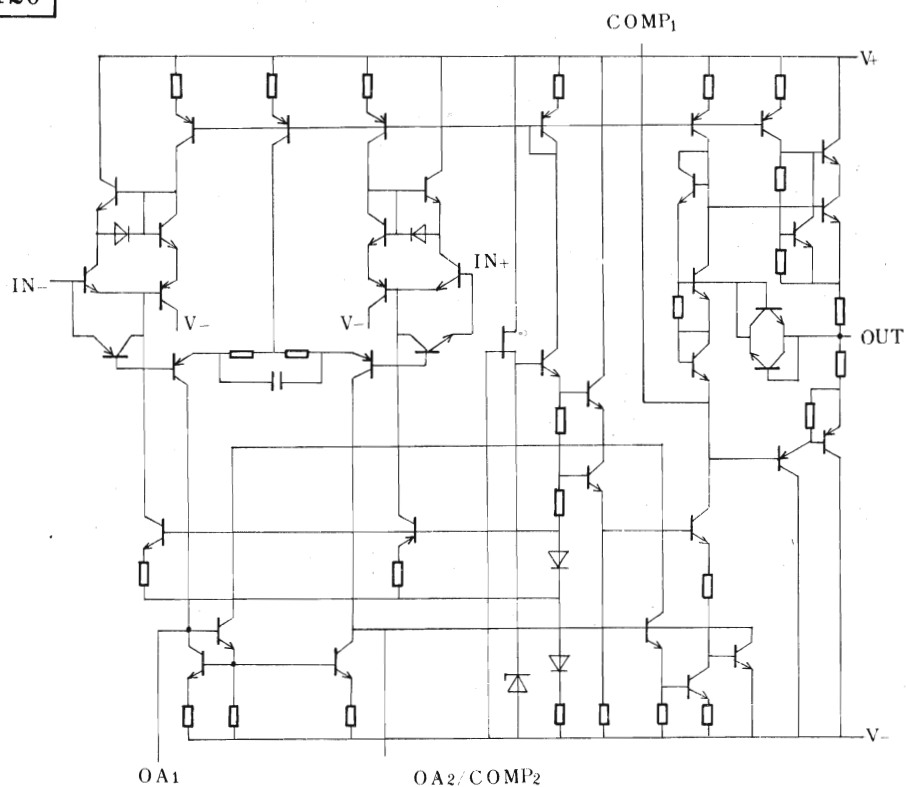 COMP1
V+
IN-
IN+
V-
V-
OUT
V-
OA1
OA2/COMP2